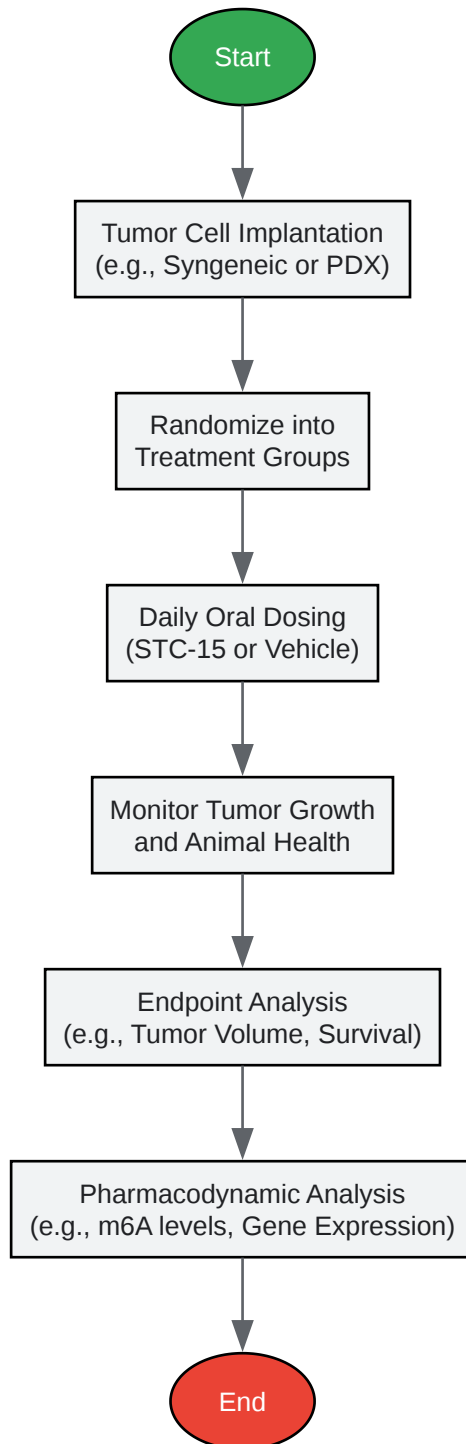 Start
Tumor Cell Implantation
(e.g., Syngeneic or PDX)
Randomize into
Treatment Groups
Daily Oral Dosing
(STC-15 or Vehicle)
Monitor Tumor Growth
and Animal Health
Endpoint Analysis
(e.g., Tumor Volume, Survival)
Pharmacodynamic Analysis
(e.g., m6A levels, Gene Expression)
End